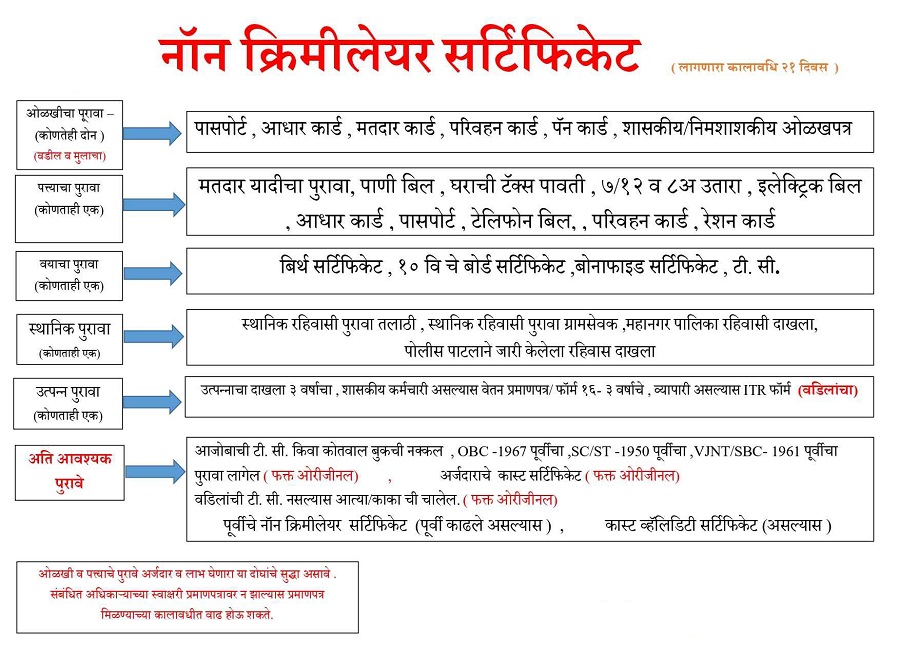 नॉन क्रिमीलेयर सर्टिफिकेट ( लागणारा कालावधि २१ दिवस )
ओळखीचा पूरावा –
(कोणतेही दोन )
(वडील व मुलाचा)
पासपोर्ट , आधार कार्ड , मतदार कार्ड , परिवहन कार्ड , पॅन कार्ड , शासकीय/निमशाशकीय ओळखपत्र
पत्त्याचा पुरावा
(कोणताही एक)
मतदार यादीचा पुरावा, पाणी बिल , घराची टॅक्स पावती , ७/१२ व ८अ उतारा , इलेक्ट्रिक बिल
, आधार कार्ड , पासपोर्ट , टेलिफोन बिल, , परिवहन कार्ड , रेशन कार्ड
वयाचा पुरावा
(कोणताही एक)
बिर्थ सर्टिफिकेट , १० वि चे बोर्ड सर्टिफिकेट ,बोनाफाइड सर्टिफिकेट , टी. सी.
स्थानिक पुरावा
(कोणताही एक)
स्थानिक रहिवासी पुरावा तलाठी , स्थानिक रहिवासी पुरावा ग्रामसेवक ,महानगर पालिका रहिवासी दाखला,
पोलीस पाटलाने जारी केलेला रहिवास दाखला
उत्पन्न पुरावा
(कोणताही एक)
उत्पन्नाचा दाखला ३ वर्षाचा , शासकीय कर्मचारी असल्यास वेतन प्रमाणपत्र/ फॉर्म १६- ३ वर्षाचे , व्यापारी असल्यास ITR फॉर्म (वडिलांचा)
अति आवश्यक
पुरावे
आजोबाची टी. सी. किवा कोतवाल बुकची नक्कल , OBC -1967 पूर्वीचा ,SC/ST -1950 पूर्वीचा ,VJNT/SBC- 1961 पूर्वीचा
पुरावा लागेल ( फक्त ओरीजीनल) , अर्जदाराचे कास्ट सर्टिफिकेट ( फक्त ओरीजीनल)
वडिलांची टी. सी. नसल्यास आत्या/काका ची चालेल. ( फक्त ओरीजीनल)
पूर्वीचे नॉन क्रिमीलेयर सर्टिफिकेट (पूर्वी काढले असल्यास ) , कास्ट व्हॅलिडिटी सर्टिफिकेट (असल्यास )
ओळखी व पत्त्याचे पुरावे अर्जदार व लाभ घेणारा या दोघांचे सुद्धा असावे .
संबंधित अधिकाऱ्याच्या स्वाक्षरी प्रमाणपत्रावर न झाल्यास प्रमाणपत्र
मिळण्याच्या कालावधीत वाढ होऊ शकते.